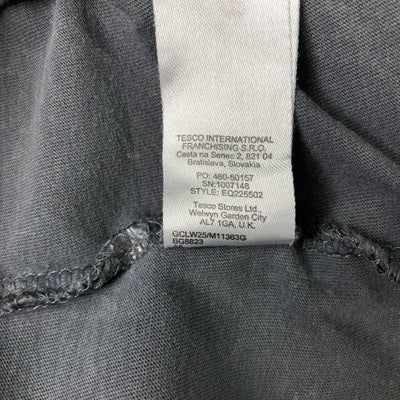 TESCO INTERNATIONAL
FRANCHISING S.R.O.
Cesta na Senec 2, 821 04
Bratislava, Slovakia
PO: 460-50157
SN:1007148
STYLE: EQ225502
Tesco Stores Ltd.,
Welwyn Garden City
AL7 1GA, U.K.
GCLW25/M11363G
BG8823